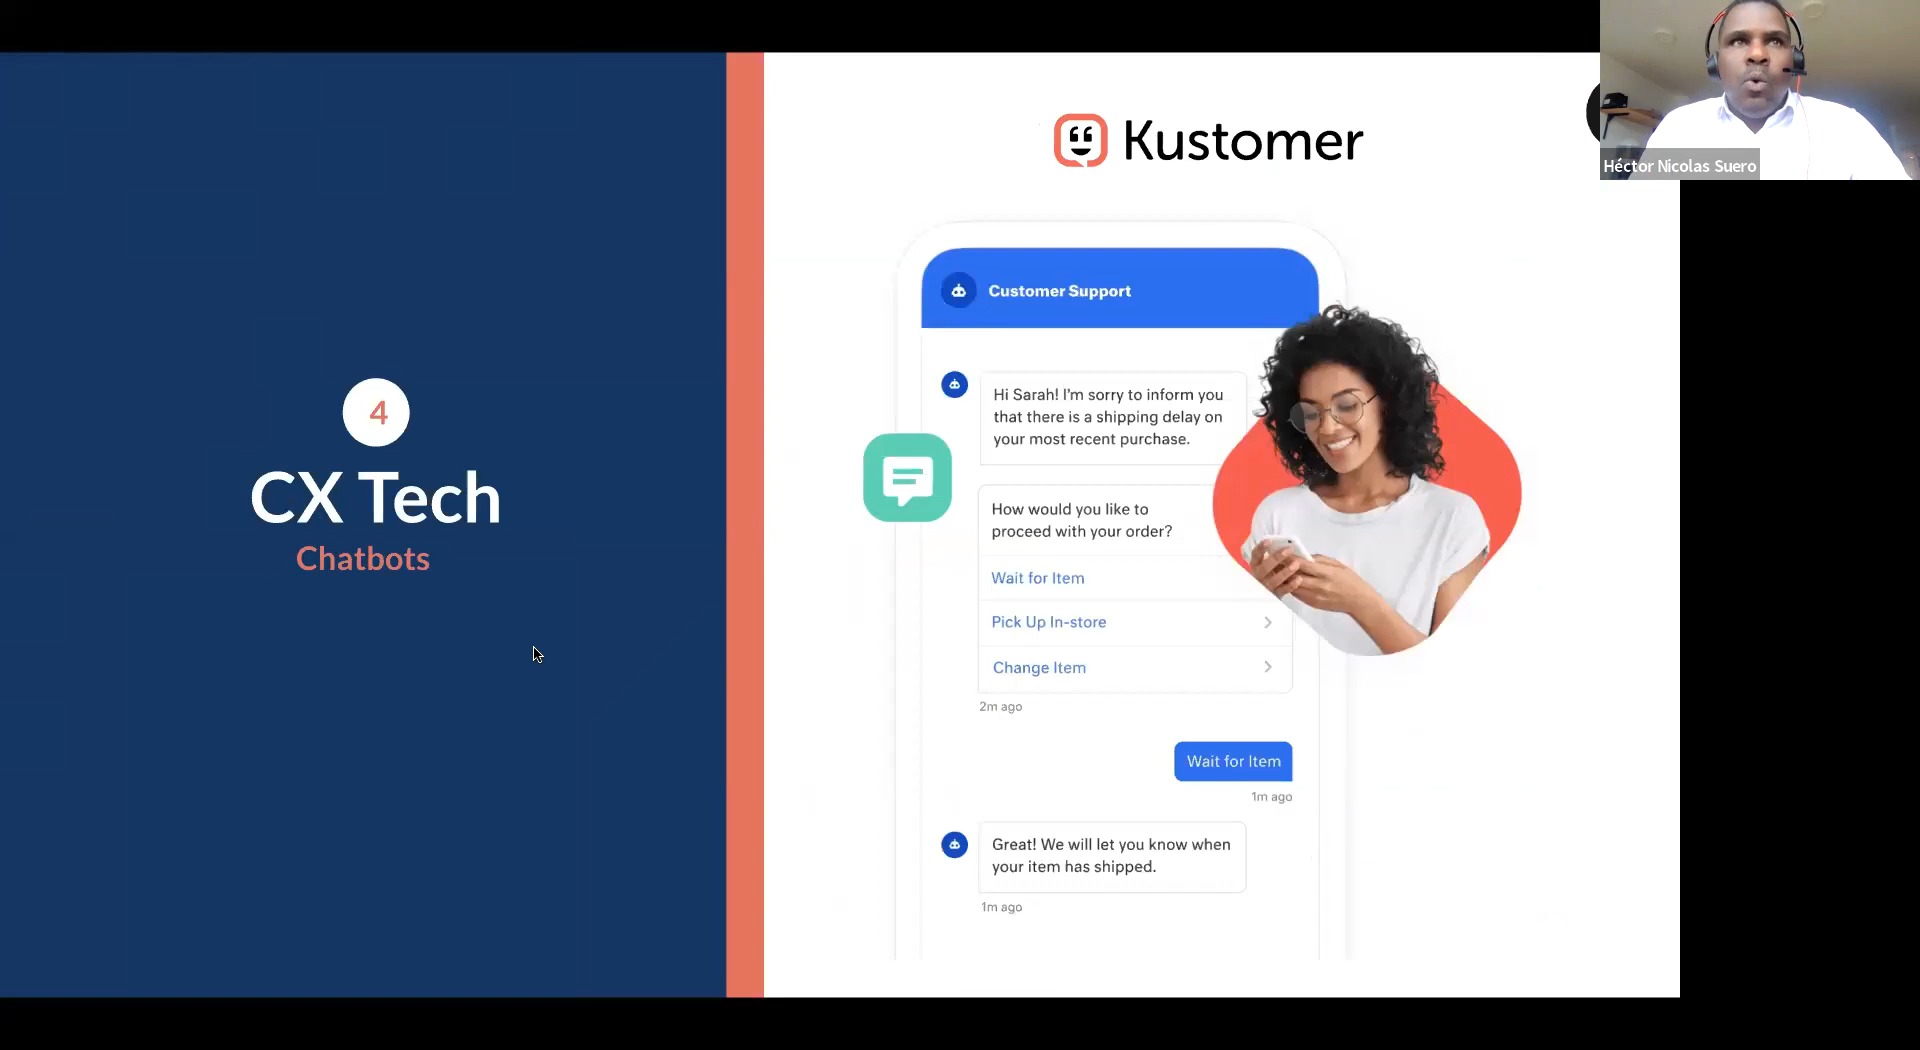 4
CX Tech
Chatbots
Kustomer
Héctor Nicolas Suero
Customer Support
Hi Sarah! I'm sorry to inform you
that there is a shipping delay on
your most recent purchase.
How would you like to
proceed with your order?
Wait for Item
Pick Up In-store
Change Item
2m ago
Wait for Item
1m ago
Great! We will let you know when
your item has shipped.
1m ago